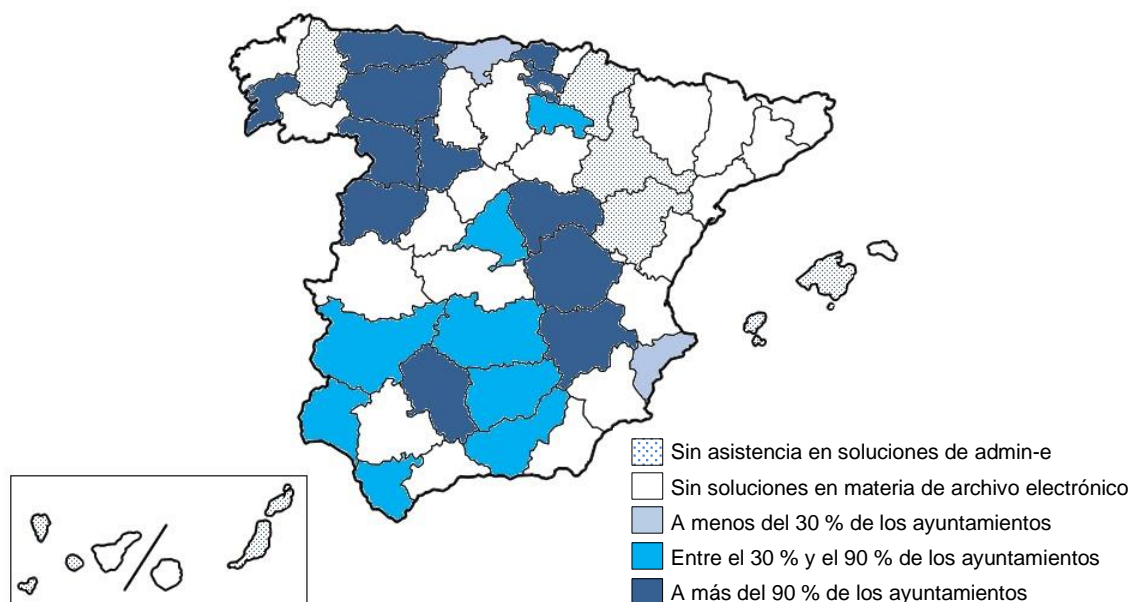 Sin asistencia en soluciones de admin-e
Sin soluciones en materia de archivo electrónico
A menos del 30 % de los ayuntamientos
Entre el 30 % y el 90 % de los ayuntamientos
A más del 90 % de los ayuntamientos